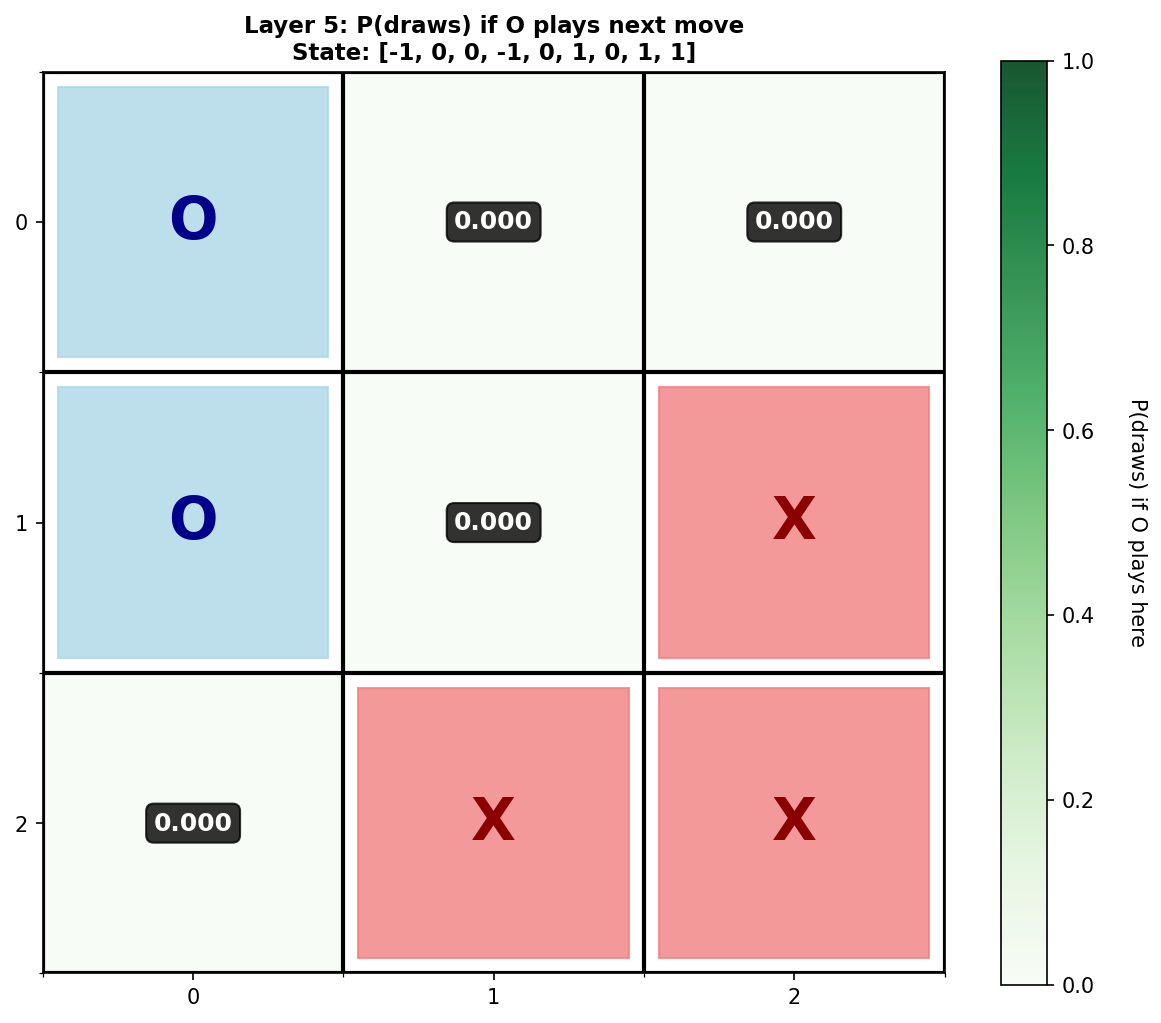 Layer 5: P(draws) if O plays next move
State: [-1, 0, 0, -1, 0, 1, 0, 1, 1]
O
0.000
0.000
O
0.000
X
0.000
X
X
0
1
2
0
1
2
1.0
0.8
0.6
0.4
0.2
0.0
P(draws) if O plays here